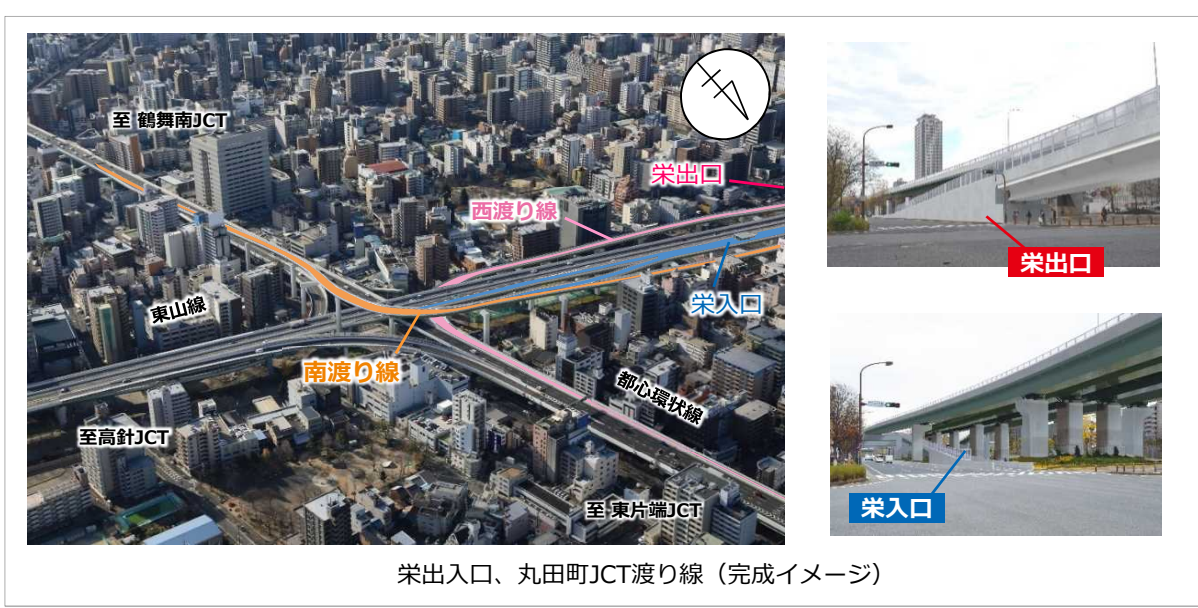 至 鶴舞南JCT
栄出口
西渡り線
栄入口
東山線
南渡り線
都心環状線
至高針JCT
至 東片端JCT
栄出口
栄入口
栄出入口、丸田町JCT渡り線（完成イメージ）